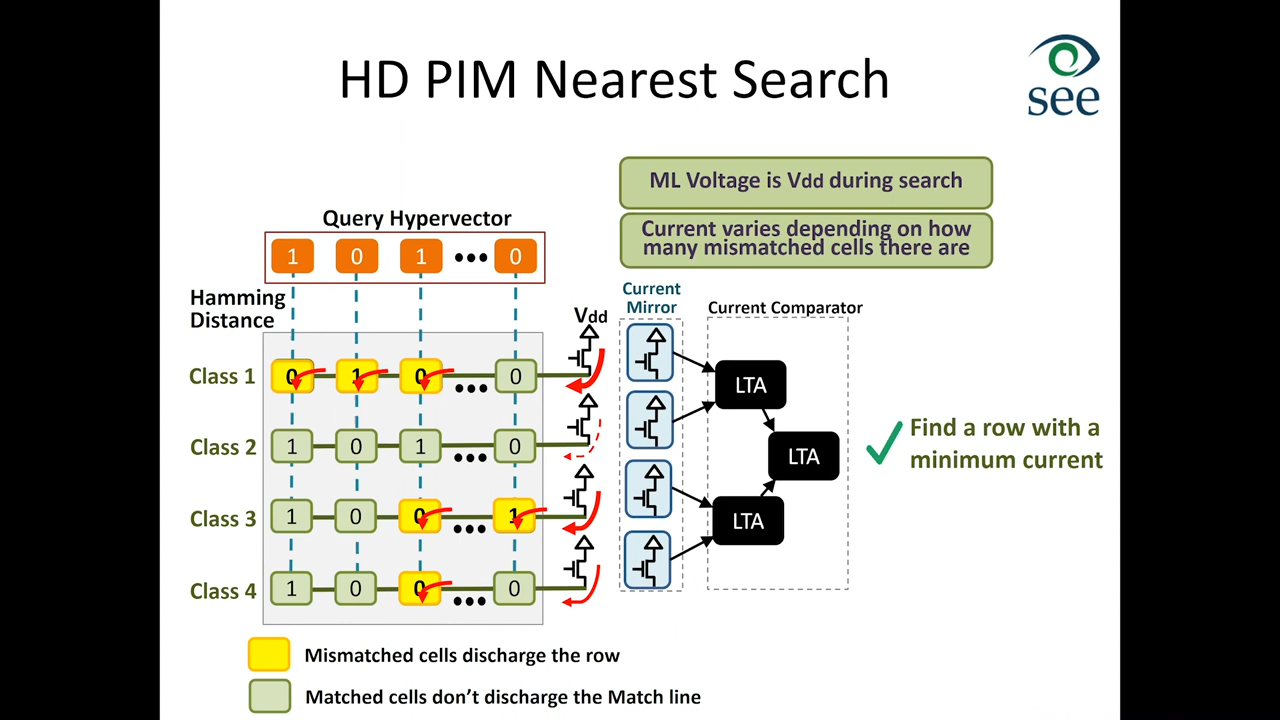 HD PIM Nearest Search
see
ML Voltage is Vdd during search
Current varies depending on how
many mismatched cells there are
Query Hypervector
1 0 1 ••• 0
Hamming
Distance
Vdd
Current
Mirror
Current Comparator
Class 1 0 1 0 ••• 0
Class 2 1 0 1 ••• 0
Class 3 1 0 0 ••• 1
Class 4 1 0 0 ••• 0
LTA
LTA
LTA
Find a row with a
minimum current
Mismatched cells discharge the row
Matched cells don't discharge the Match line